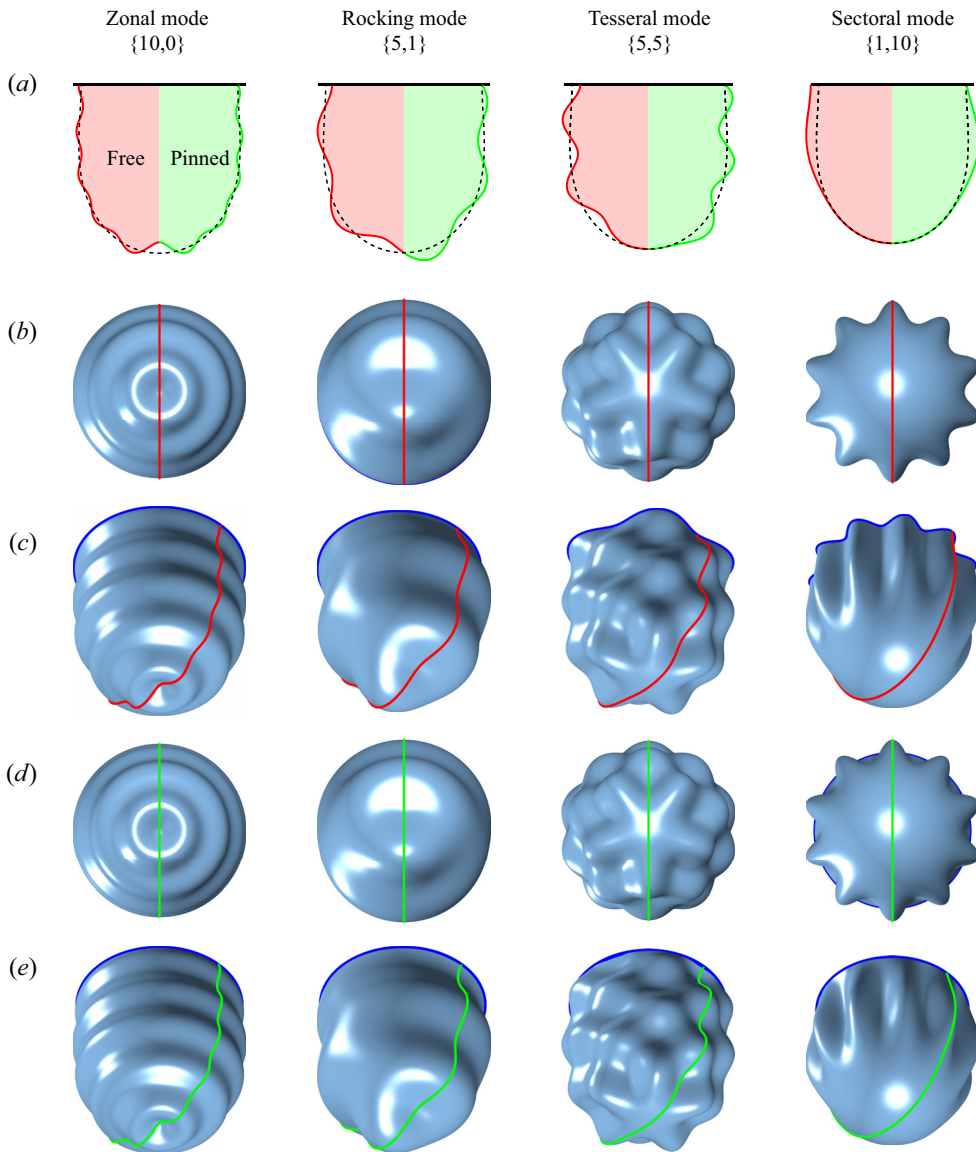 Zonal mode
{10,0}
Rocking mode
{5,1}
Tesseral mode
{5,5}
Sectoral mode
{1,10}
(a)
Free
Pinned
(b)
(c)
(d)
(e)